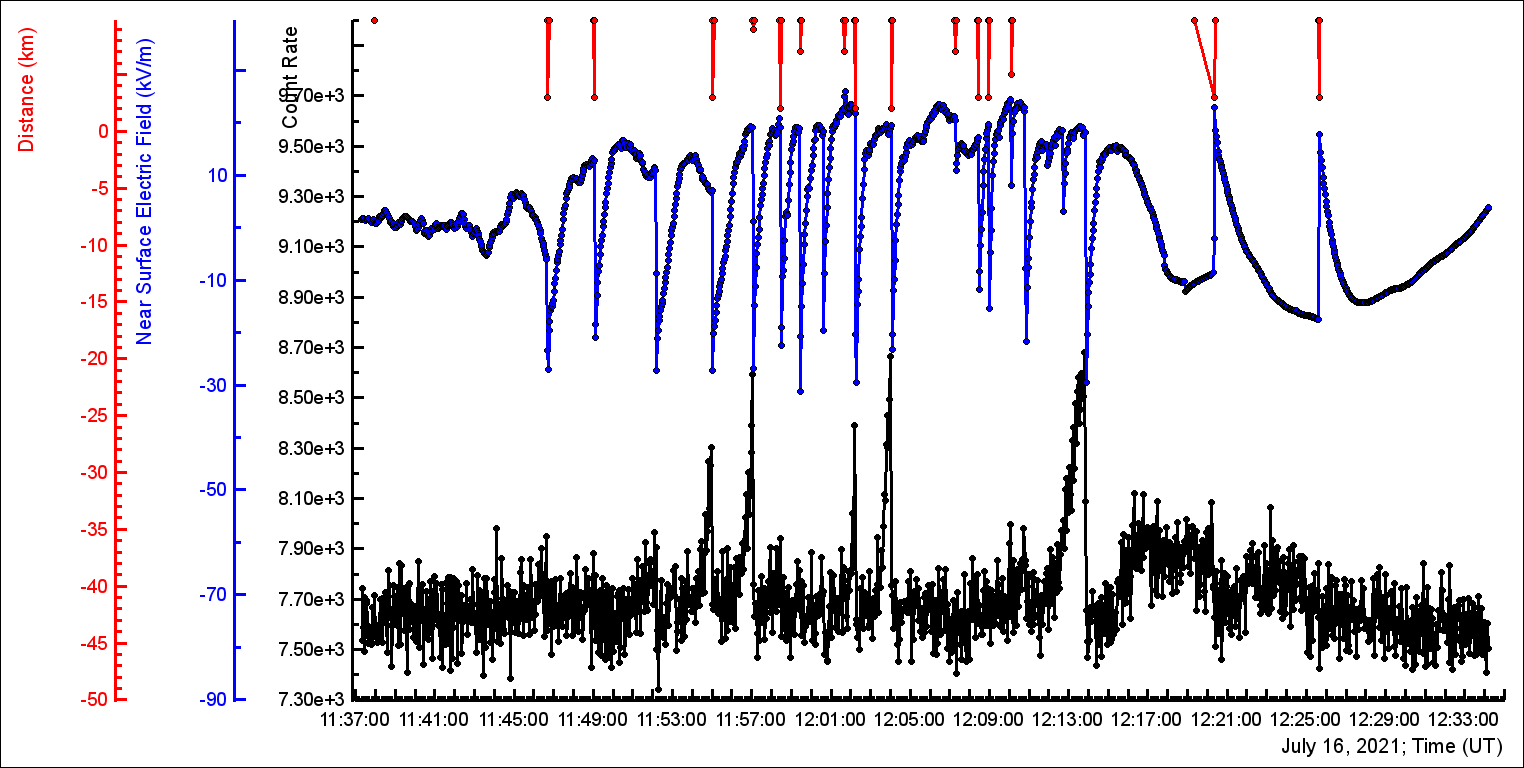 Distance (km)
0
-5
-10
-15
-20
-25
-30
-35
-40
-45
-50
Near Surface Electric Field (kV/m)
10
-10
-30
-50
-70
-90
Count Rate
9.70e+3
9.50e+3
9.30e+3
9.10e+3
8.90e+3
8.70e+3
8.50e+3
8.30e+3
8.10e+3
7.90e+3
7.70e+3
7.50e+3
7.30e+3
11:37:00 11:41:00 11:45:00 11:49:00 11:53:00 11:57:00 12:01:00 12:05:00 12:09:00 12:13:00 12:17:00 12:21:00 12:25:00 12:29:00 12:33:00
July 16, 2021; Time (UT)